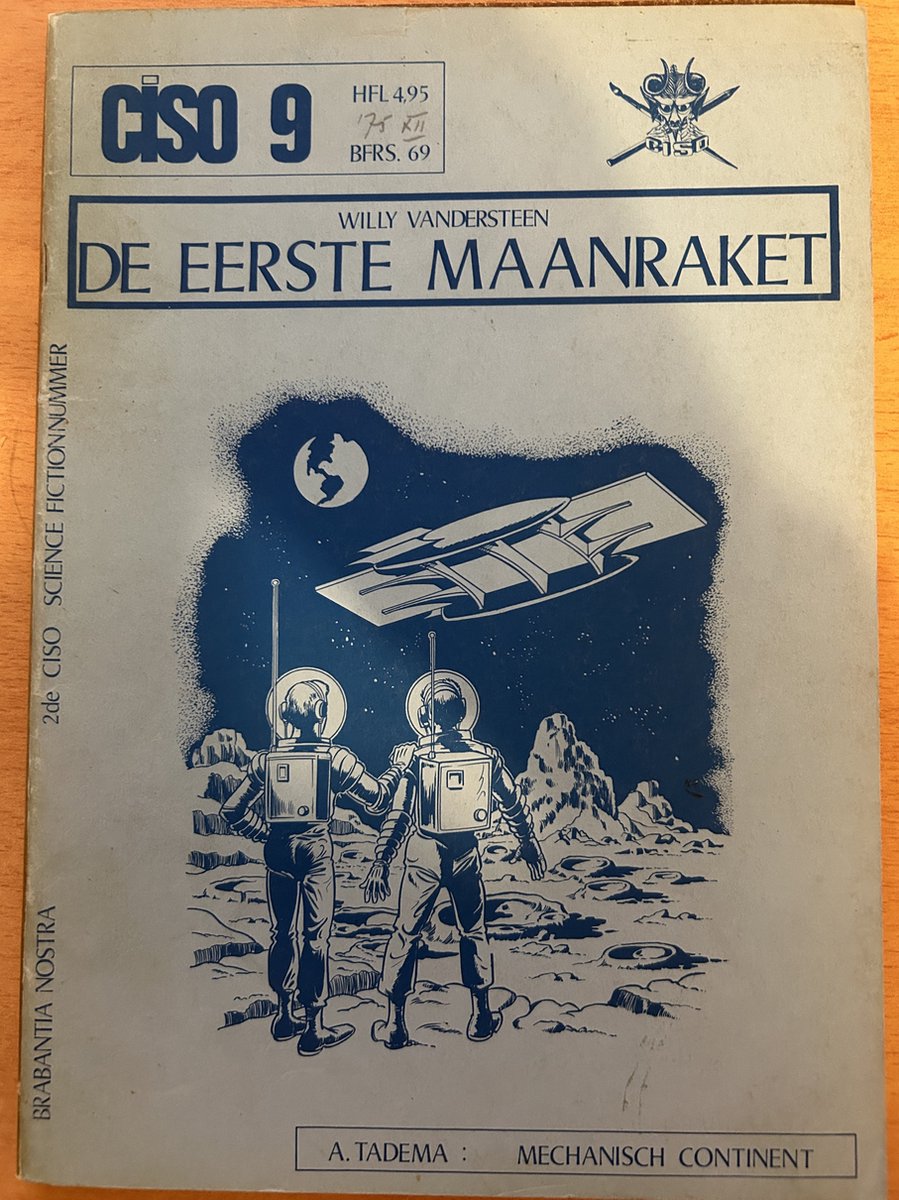 CISO 9
HFL 4,95
'75 XII
BFRS. 69
CISO
WILLY VANDERSTEEN
DE EERSTE MAANRAKET
2de CISO SCIENCE FICTIONNUMMER
BRABANTIA NOSTRA
A. TADEMA : MECHANISCH CONTINENT